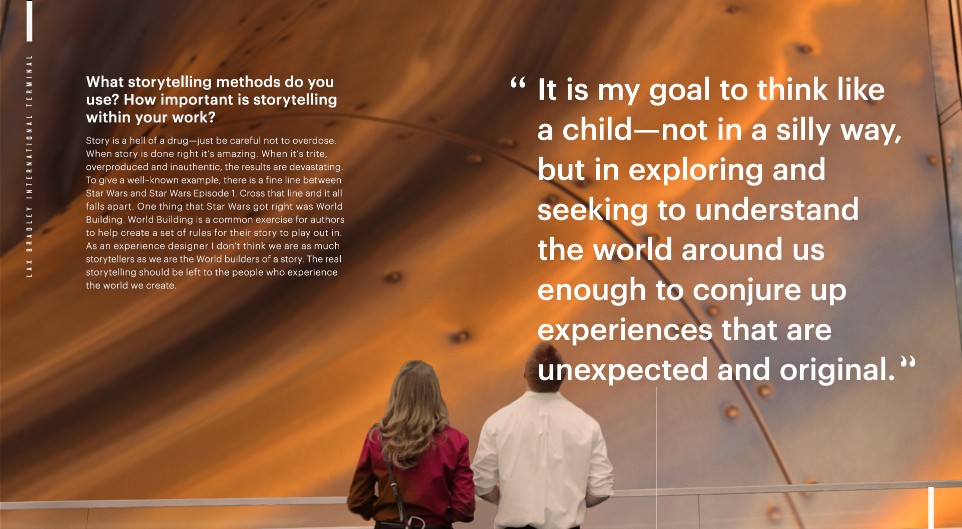 LAX BRADLEY INTERNATIONAL TERMINAL
What storytelling methods do you
use? How important is storytelling
within your work?
Story is a hell of a drug—just be careful not to overdose.
When story is done right it's amazing. When it's trite,
overproduced and inauthentic, the results are devastating.
To give a well-known example, there is a fine line between
Star Wars and Star Wars Episode 1. Cross that line and it all
falls apart. One thing that Star Wars got right was World
Building. World Building is a common exercise for authors
to help create a set of rules for their story to play out in.
As an experience designer I don't think we are as much
storytellers as we are the World builders of a story. The real
storytelling should be left to the people who experience
the world we create.
“ It is my goal to think like
a child—not in a silly way,
but in exploring and
seeking to understand
the world around us
enough to conjure up
experiences that are
unexpected and original.”